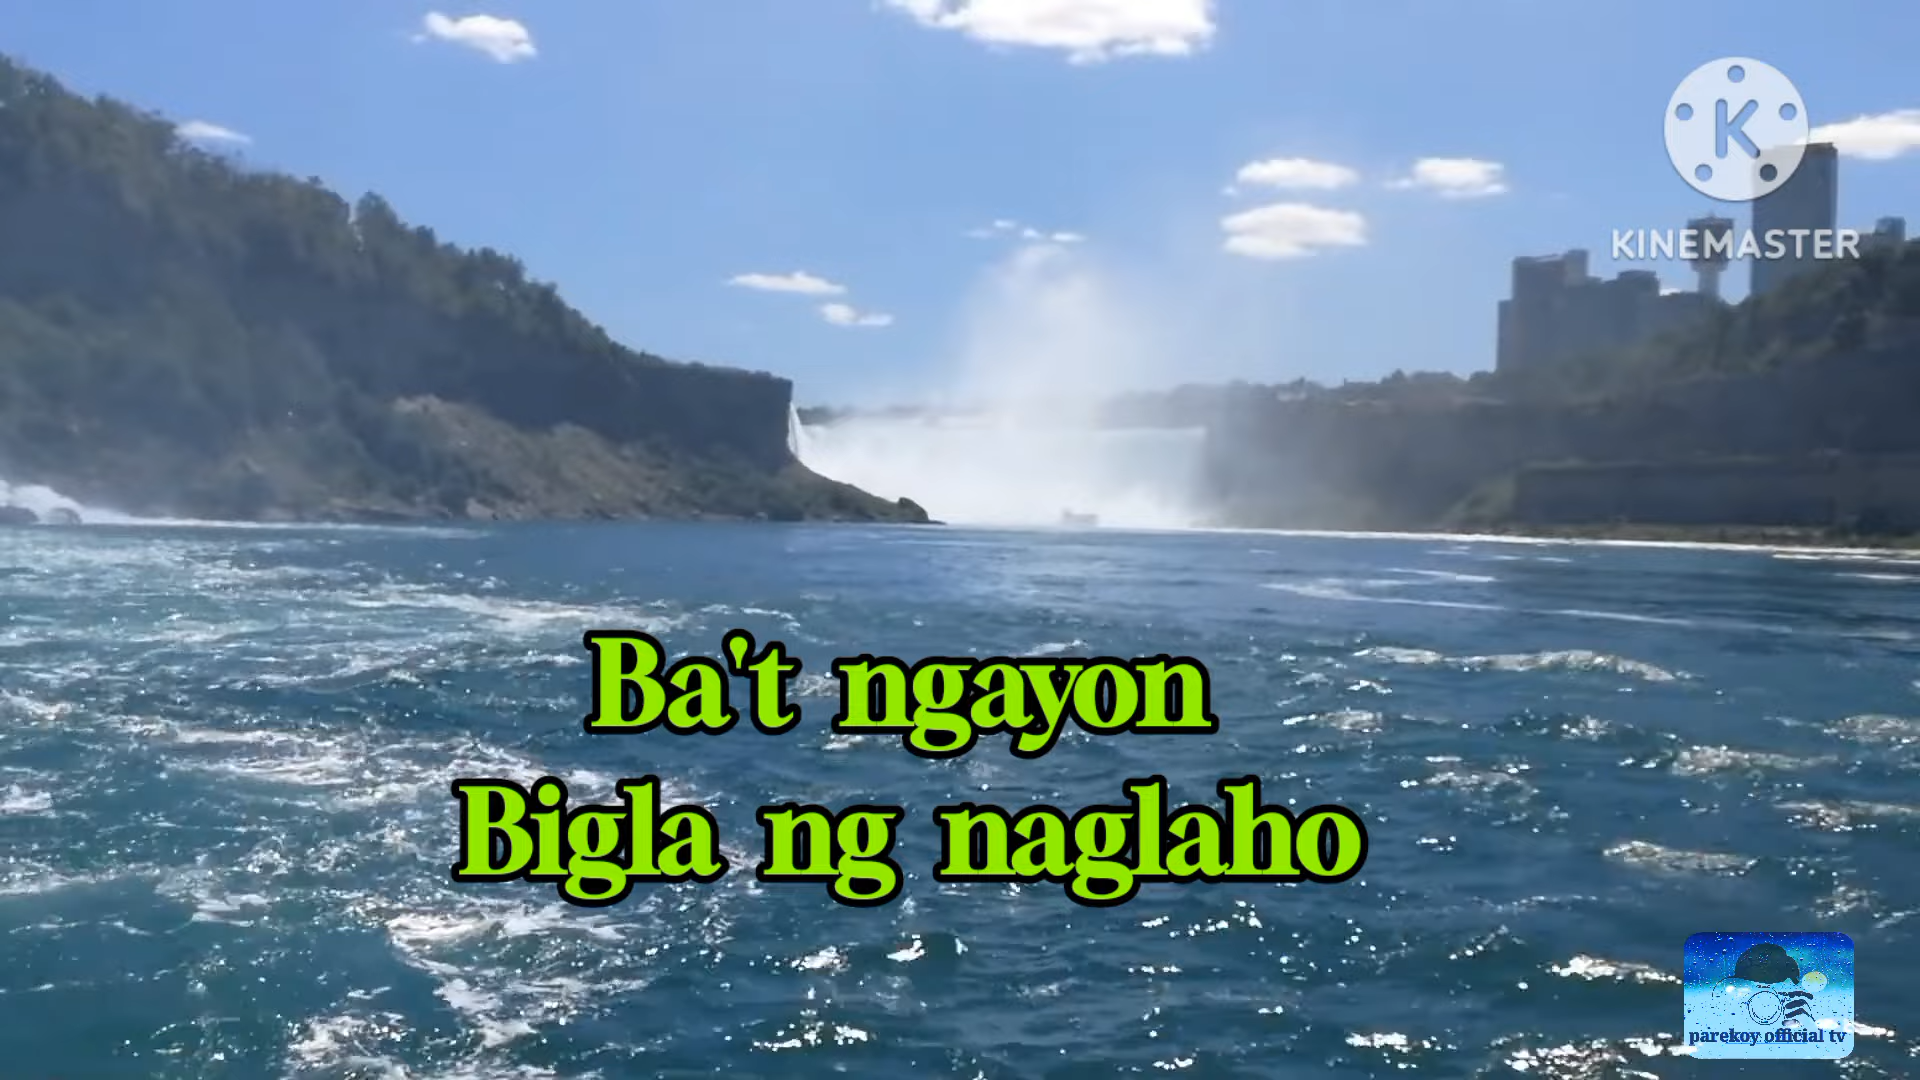 K
KINEMASTER
Ba't ngayon
Bigla ng naglaho
parekoy official tv